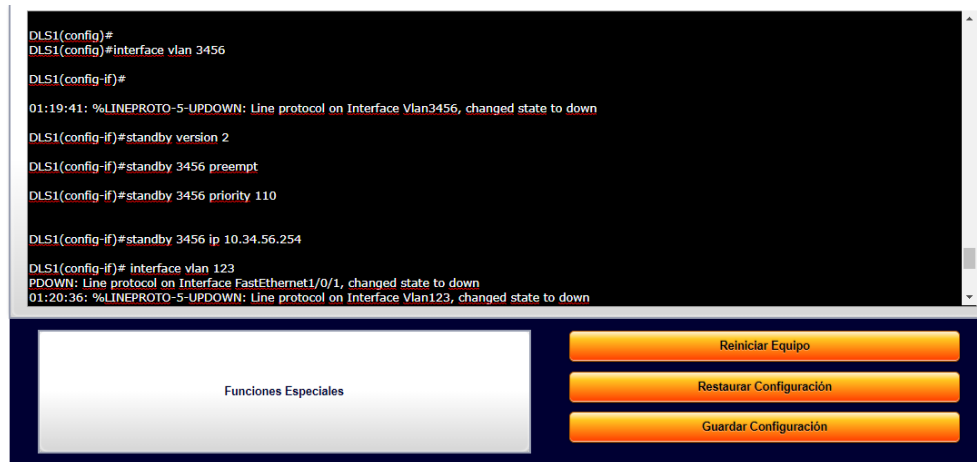 DLS1(config)#
DLS1(config)#interface vlan 3456
DLS1(config-if)#
01:19:41: %LINEPROTO-5-UPDOWN: Line protocol on Interface Vlan3456, changed state to down
DLS1(config-if)#standby version 2
DLS1(config-if)#standby 3456 preempt
DLS1(config-if)#standby 3456 priority 110
DLS1(config-if)#standby 3456 ip 10.34.56.254
DLS1(config-if)# interface vlan 123
PDOWN: Line protocol on Interface FastEthernet1/0/1, changed state to down
01:20:36: %LINEPROTO-5-UPDOWN: Line protocol on Interface Vlan123, changed state to down
Funciones Especiales
Reiniciar Equipo
Restaurar Configuración
Guardar Configuración